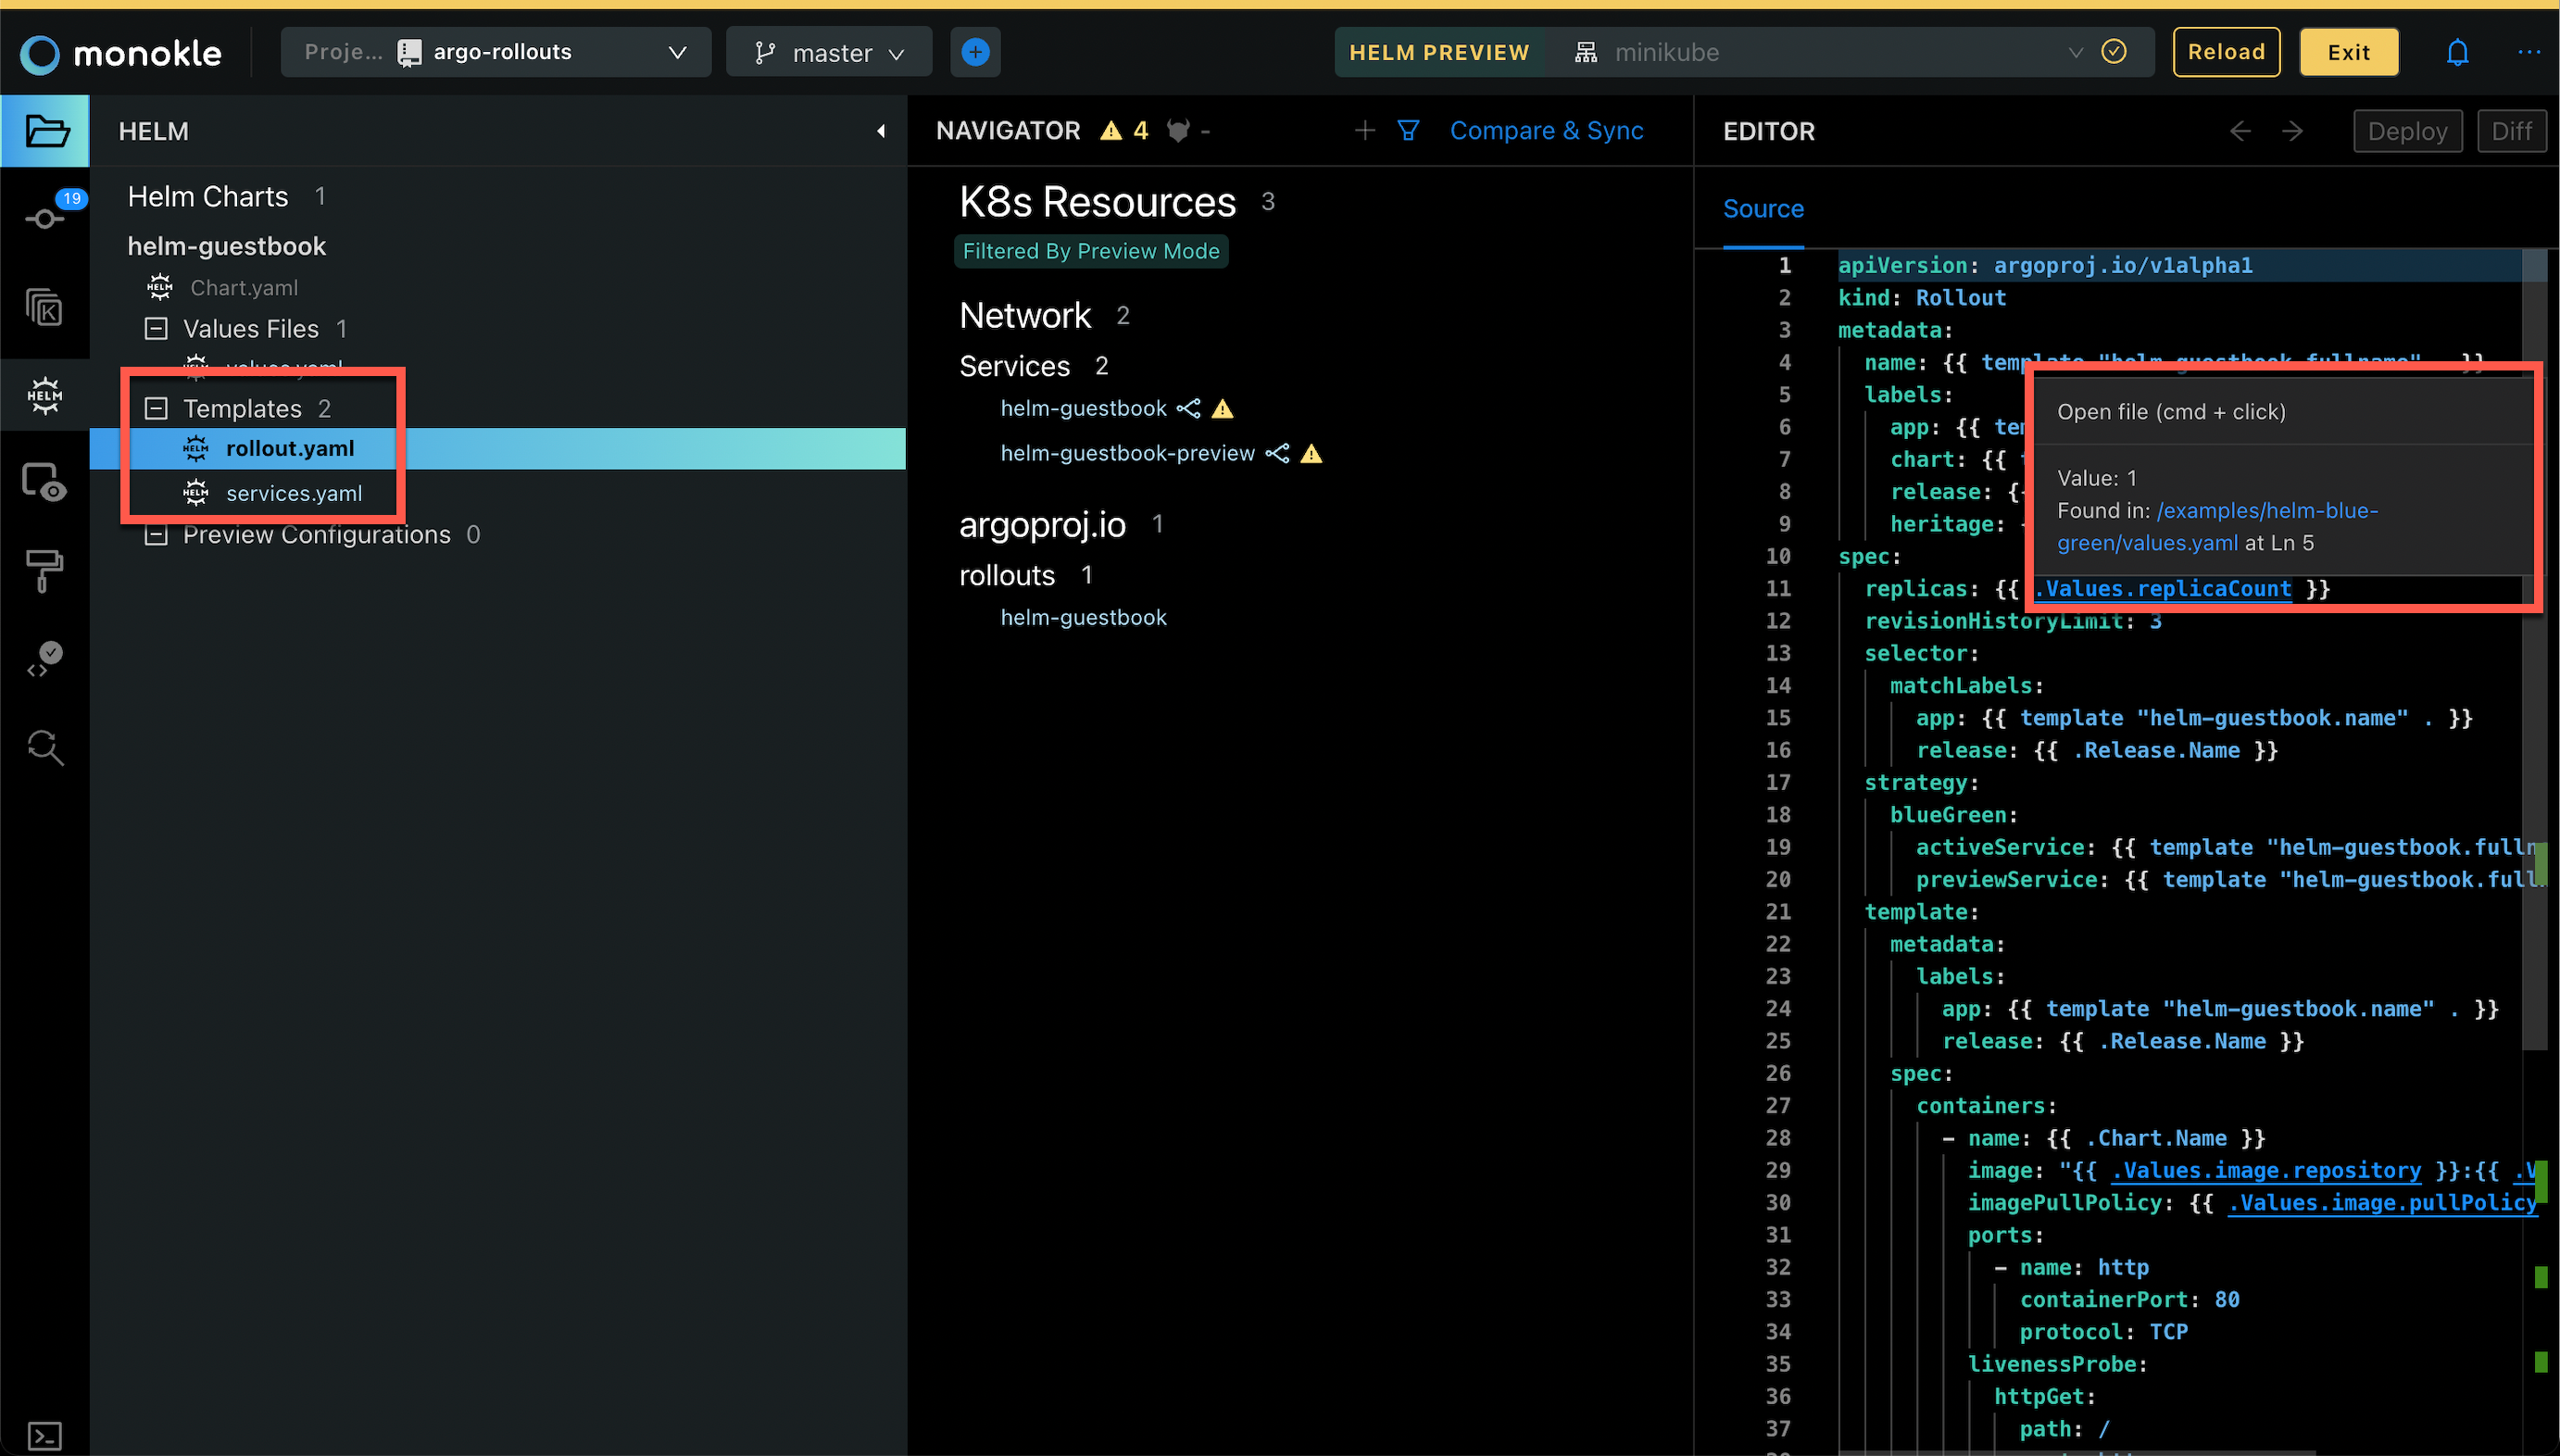 monokle
Proje... argo-rollouts
master
HELM PREVIEW
minikube
Reload
Exit
HELM
Helm Charts 1
helm-guestbook
Chart.yaml
Values Files 1
values.yaml
Templates 2
rollout.yaml
services.yaml
Preview Configurations 0
19
HELM
NAVIGATOR 4 -
Compare & Sync
K8s Resources 3
Filtered By Preview Mode
Network 2
Services 2
helm-guestbook
helm-guestbook-preview
argoproj.io 1
rollouts 1
helm-guestbook
EDITOR
Deploy
Diff
Source
1 apiVersion: argoproj.io/v1alpha1
2 kind: Rollout
3 metadata:
4 name: {{ template "helm-guestbook.fullname" . }}
5 labels:
6 app: {{
7 chart: {{
8 release:
9 heritage:
10 spec:
Open file (cmd + click)
Value: 1
Found in: /examples/helm-blue-
green/values.yaml at Ln 5
11 replicas: {{ .Values.replicaCount }}
12 revisionHistoryLimit: 3
13 selector:
14 matchLabels:
15 app: {{ template "helm-guestbook.name" . }}
16 release: {{ .Release.Name }}
17 strategy:
18 blueGreen:
19 activeService: {{ template "helm-guestbook.fulln
20 previewService: {{ template "helm-guestbook.full
21 template:
22 metadata:
23 labels:
24 app: {{ template "helm-guestbook.name" . }}
25 release: {{ .Release.Name }}
26 spec:
27 containers:
28 - name: {{ .Chart.Name }}
29 image: "{{ .Values.image.repository }}:{{ .V
30 imagePullPolicy: {{ .Values.image.pullPolicy
31 ports:
32 - name: http
33 containerPort: 80
34 protocol: TCP
35 livenessProbe:
36 httpGet:
37 path: /